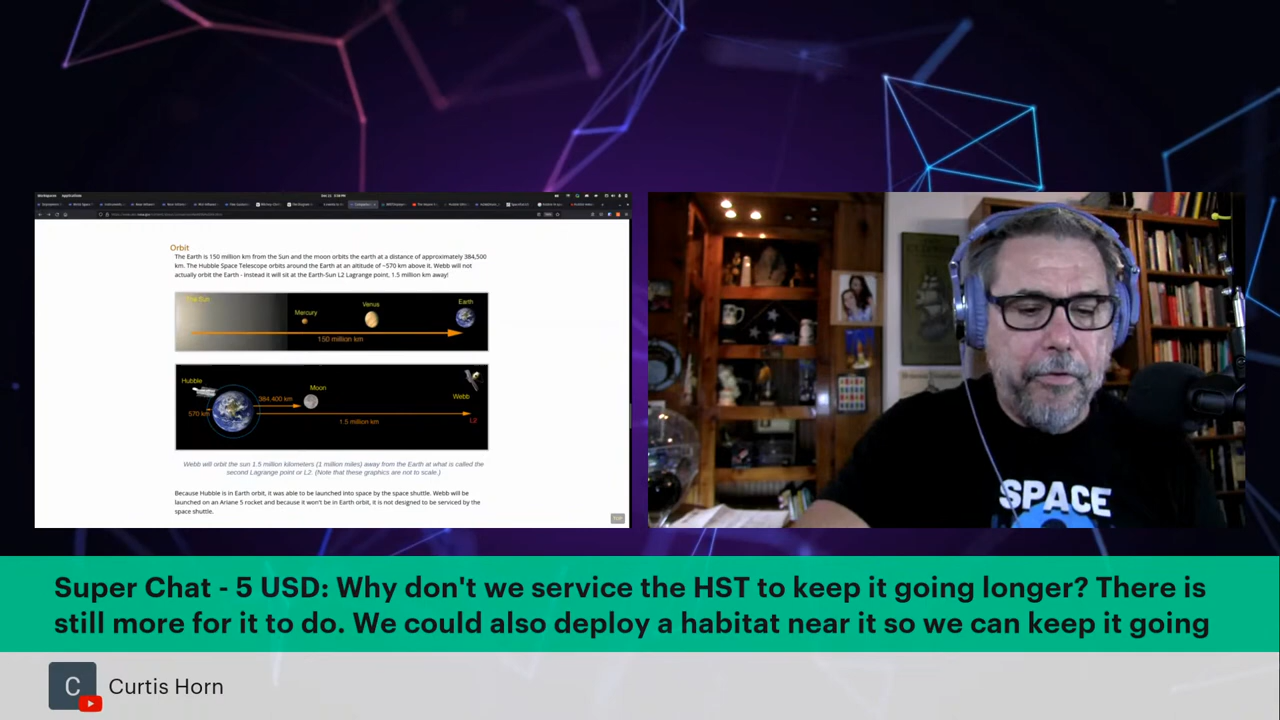 Orbit
The Earth is 150 million km from the Sun and the moon orbits the earth at a distance of approximately 384,500
km. The Hubble Space Telescope orbits around the Earth at an altitude of ~570 km above it. Webb will not
actually orbit the Earth - instead it will sit at the Earth-Sun L2 Lagrange point, 1.5 million km away!
The Sun
Mercury
Venus
Earth
150 million km
Hubble
Moon
Webb
384,400 km
570 km
1.5 million km
L2
Webb will orbit the sun 1.5 million kilometers (1 million miles) away from the Earth at what is called the
second Lagrange point or L2. (Note that these graphics are not to scale.)
Because Hubble is in Earth orbit, it was able to be launched into space by the space shuttle. Webb will be
launched on an Ariane 5 rocket and because it won't be in Earth orbit, it is not designed to be serviced by the
space shuttle.
SPACE
Super Chat - 5 USD: Why don't we service the HST to keep it going longer? There is
still more for it to do. We could also deploy a habitat near it so we can keep it going
C
Curtis Horn